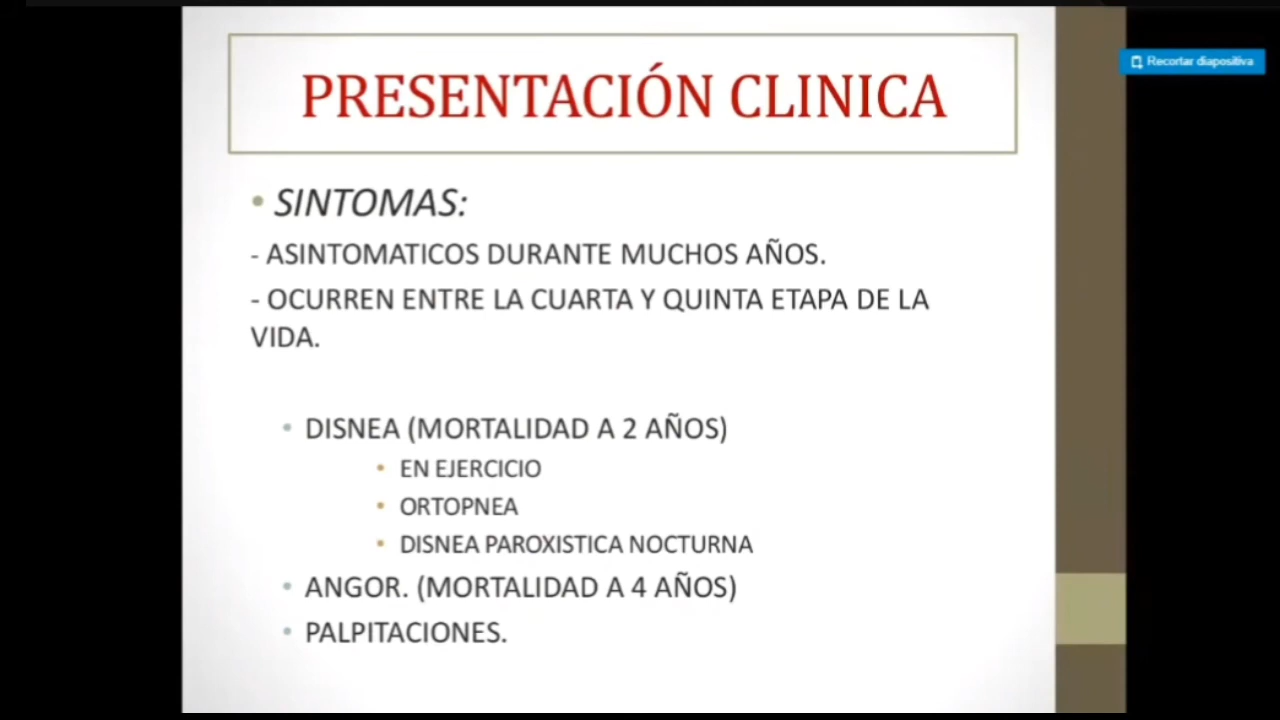 PRESENTACIÓN CLINICA
Recortar diapositiva
• SINTOMAS:
- ASINTOMATICOS DURANTE MUCHOS AÑOS.
- OCURREN ENTRE LA CUARTA Y QUINTA ETAPA DE LA
VIDA.
• DISNEA (MORTALIDAD A 2 AÑOS)
• EN EJERCICIO
• ORTOPNEA
• DISNEA PAROXISTICA NOCTURNA
• ANGOR. (MORTALIDAD A 4 AÑOS)
• PALPITACIONES.